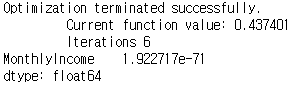 Optimization terminated successfully.
Current function value: 0.437401
Iterations 6
MonthlyIncome    1.922717e-71
dtype: float64